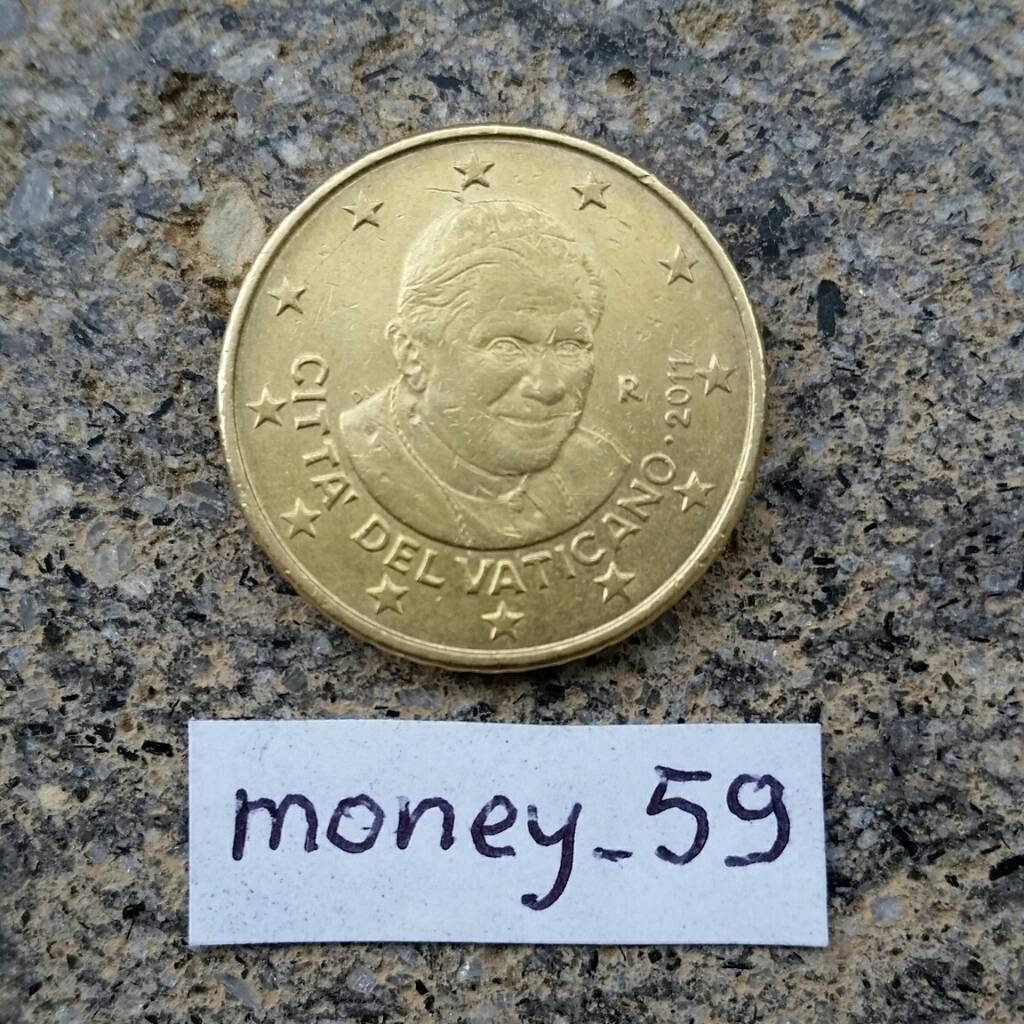 CITTA' DEL VATICANO • 2011
R
money_59